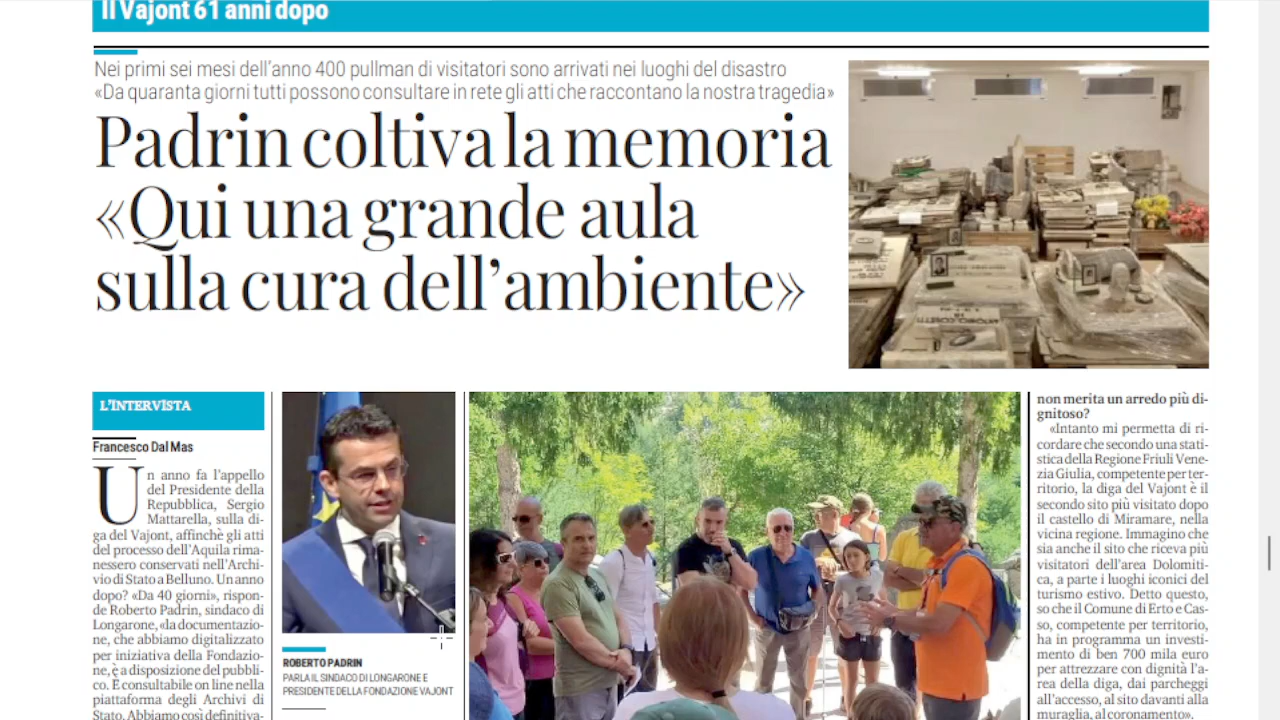 Il Vajont 61 anni dopo
Nei primi sei mesi dell'anno 400 pullman di visitatori sono arrivati nei luoghi del disastro
«Da quaranta giorni tutti possono consultare in rete gli atti che raccontano la nostra tragedia»
Padrin coltiva la memoria
«Qui una grande aula
sulla cura dell'ambiente»
L'INTERVISTA
Francesco Dal Mas
Un anno fa l'appello
del Presidente della
Repubblica, Sergio
Mattarella, sulla di-
ga del Vajont, affinchè gli atti
del processo dell'Aquila rima-
nessero conservati nell'Archi-
vio di Stato a Belluno. Un anno
dopo? «Da 40 giorni», rispon-
de Roberto Padrin, sindaco di
Longarone, «la documentazio-
ne, che abbiamo digitalizzato
per iniziativa della Fondazio-
ne, è a disposizione del pubbli-
co. È consultabile on line nella
piattaforma degli Archivi di
Stato. Abbiamo così definitiva-
ROBERTO PADRIN
PARLA IL SINDACO DI LONGARONE E
PRESIDENTE DELLA FONDAZIONE VAJONT
non merita un arredo più di-
gnitoso?
«Intanto mi permetta di ri-
cordare che secondo una stati-
stica della Regione Friuli Vene-
zia Giulia, competente per ter-
ritorio, la diga del Vajont è il
secondo sito più visitato dopo
il castello di Miramare, nella
vicina regione. Immagino che
sia anche il sito che riceva più
visitatori dell'area Dolomiti-
ca, a parte i luoghi iconici del
turismo estivo. Detto questo,
so che il Comune di Erto e Cas-
so, competente per territorio,
ha in programma un investi-
mento di ben 700 mila euro
per attrezzare con dignità l'a-
rea della diga, dai parcheggi
all'accesso, al sito davanti alla
muraglia, al coronamento».